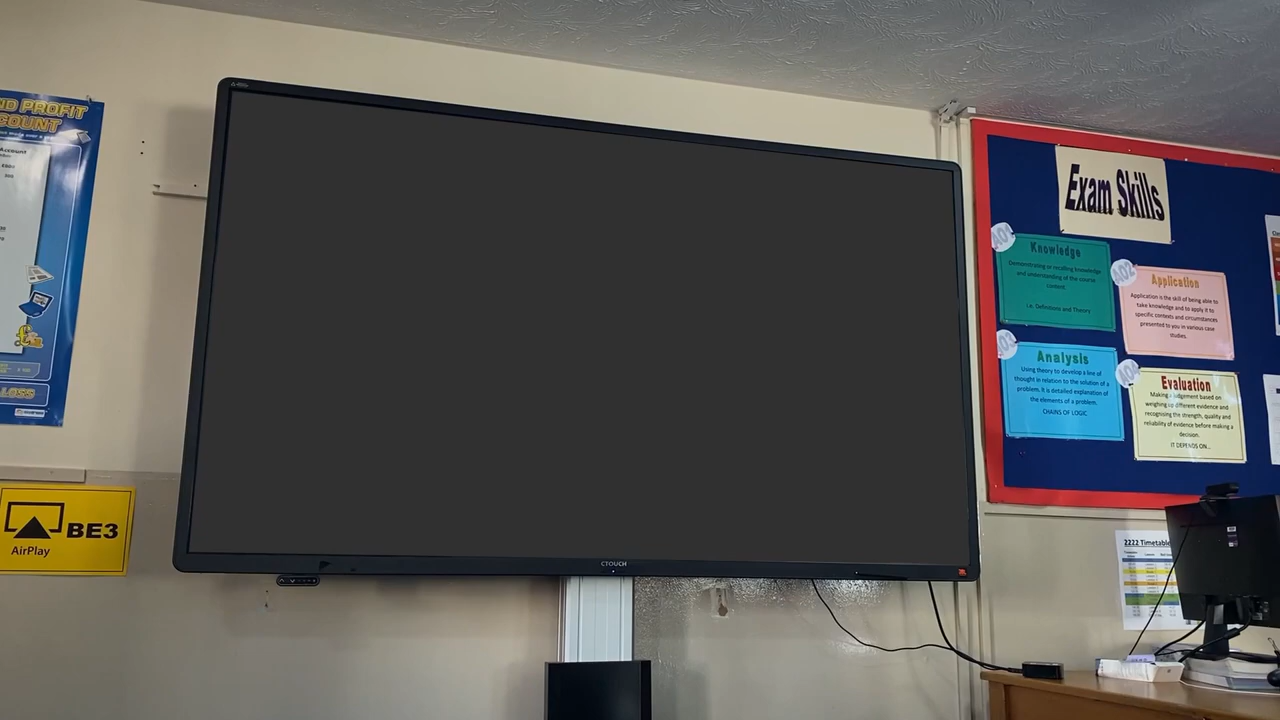 ND PROFIT
COUNT
Account
LOSS
BE3
AirPlay
CTOUCH
Exam Skills
AO1
Knowledge
Demonstrating or recalling knowledge
and understanding of the course
content.
i.e. Definitions and Theory
AO2
Application
Application is the skill of being able to
take knowledge and to apply it to
specific contexts and circumstances
presented to you in various case
studies.
Analysis
Using theory to develop a line of
thought in relation to the solution of a
problem. It is detailed explanation of
the elements of a problem.
CHAINS OF LOGIC
Evaluation
Making a judgement based on
weighing up different evidence and
recognising the strength, quality and
reliability of evidence before making a
decision.
IT DEPENDS ON...
2222 Timetable